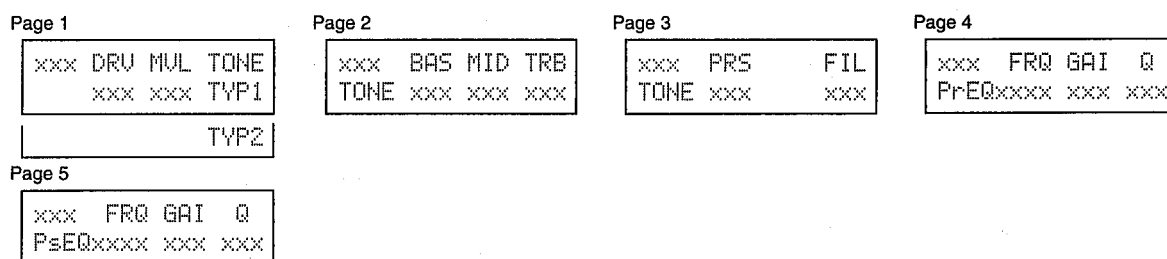 Page 1
xxx DRV MVL TONE
xxx xxx TYP1
TYP2
Page 2
xxx BAS MID TRB
TONE xxx xxx xxx
Page 3
xxx PRS FIL
TONE xxx xxx
Page 4
xxx FRQ GAI Q
PrEQxxxx xxx xxx
Page 5
xxx FRQ GAI Q
PsEQxxxx xxx xxx